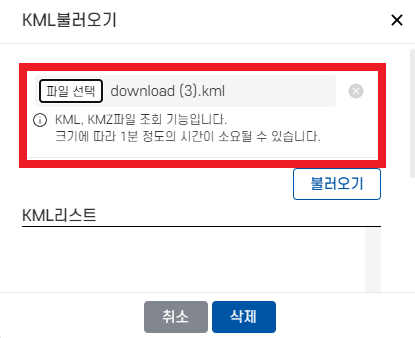 KML불러오기
파일 선택 download (3).kml
KML, KMZ파일 조회 기능입니다.
크기에 따라 1분 정도의 시간이 소요될 수 있습니다.
불러오기
KML리스트
취소 삭제